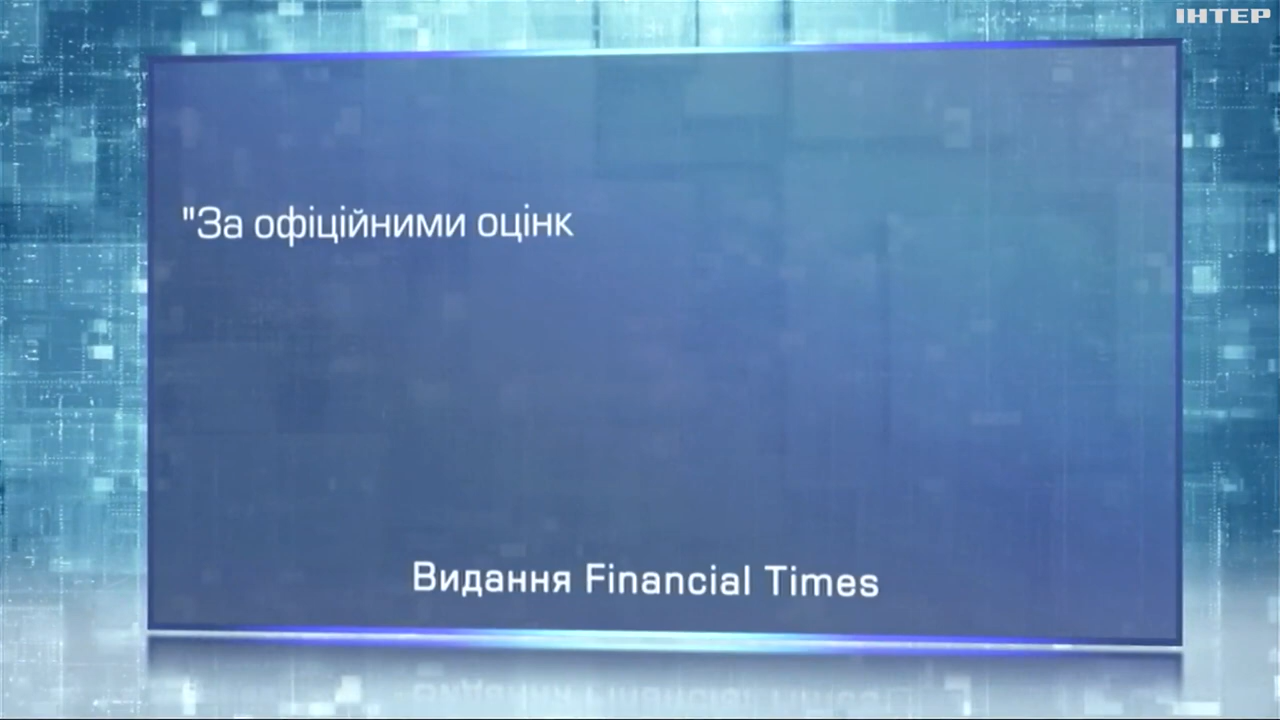 ІНТЕР
"За офіційними оцінк
Видання Financial Times